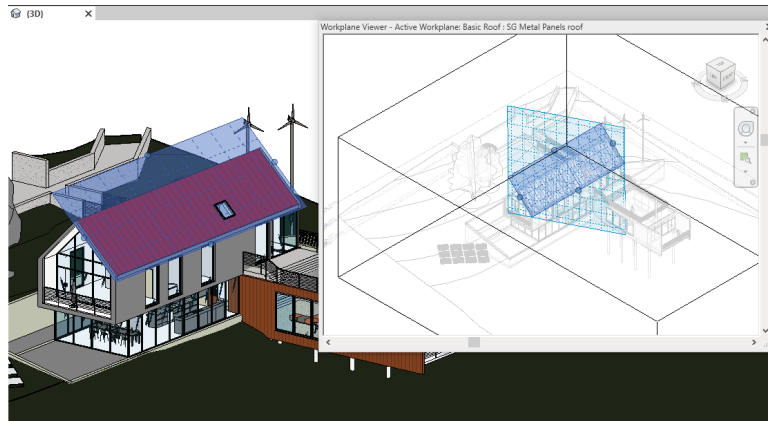 {3D}
Workplane Viewer - Active Workplane: Basic Roof : SG Metal Panels roof